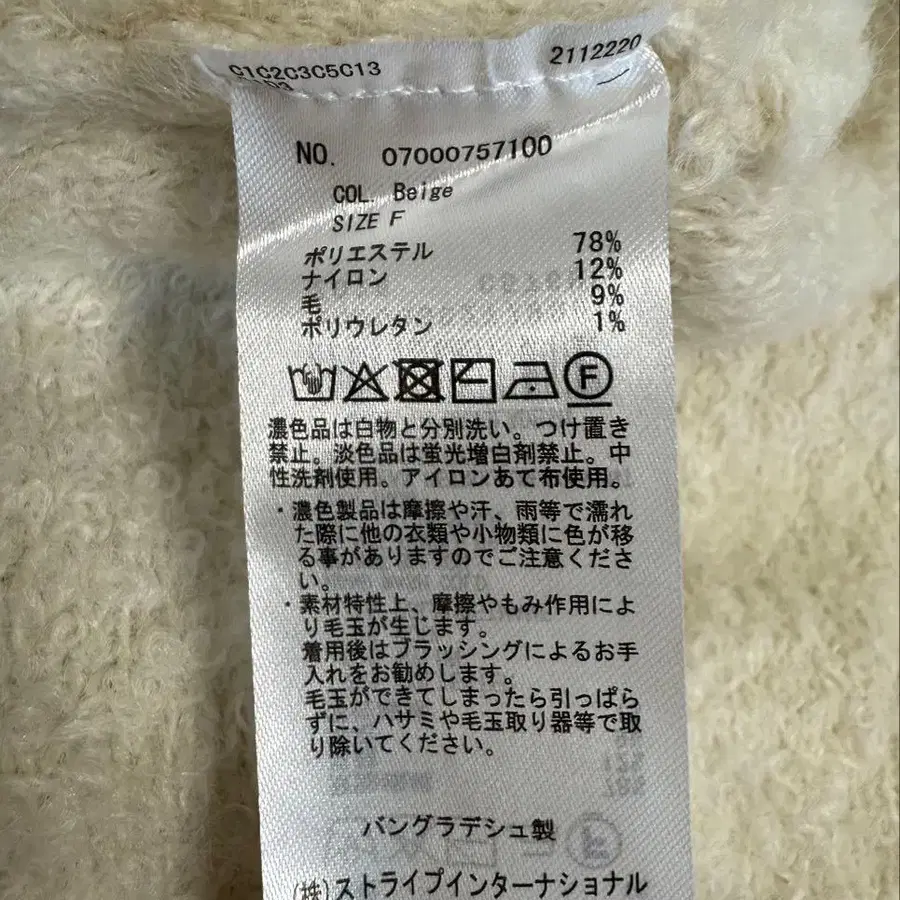 C1C2C3C5C13
2112220
NO. 07000757100
COL. Beige
SIZE F
ポリエステル 78%
ナイロン 12%
毛 9%
ポリウレタン 1%
F
濃色品は白物と分別洗い。つけ置き
禁止。淡色品は蛍光増白剤禁止。中
性洗剤使用。アイロンあて布使用。
・濃色製品は摩擦や汗、雨等で濡れ
た際に他の衣類や小物類に色が移
る事がありますのでご注意くださ
い。
・素材特性上、摩擦やもみ作用によ
り毛玉が生じます。
着用後はブラッシングによるお手
入れをお勧めします。
毛玉ができてしまったら引っぱら
ずに、ハサミや毛玉取り器等で取
り除いてください。
バングラデシュ製
(株)ストライプインターナショナル